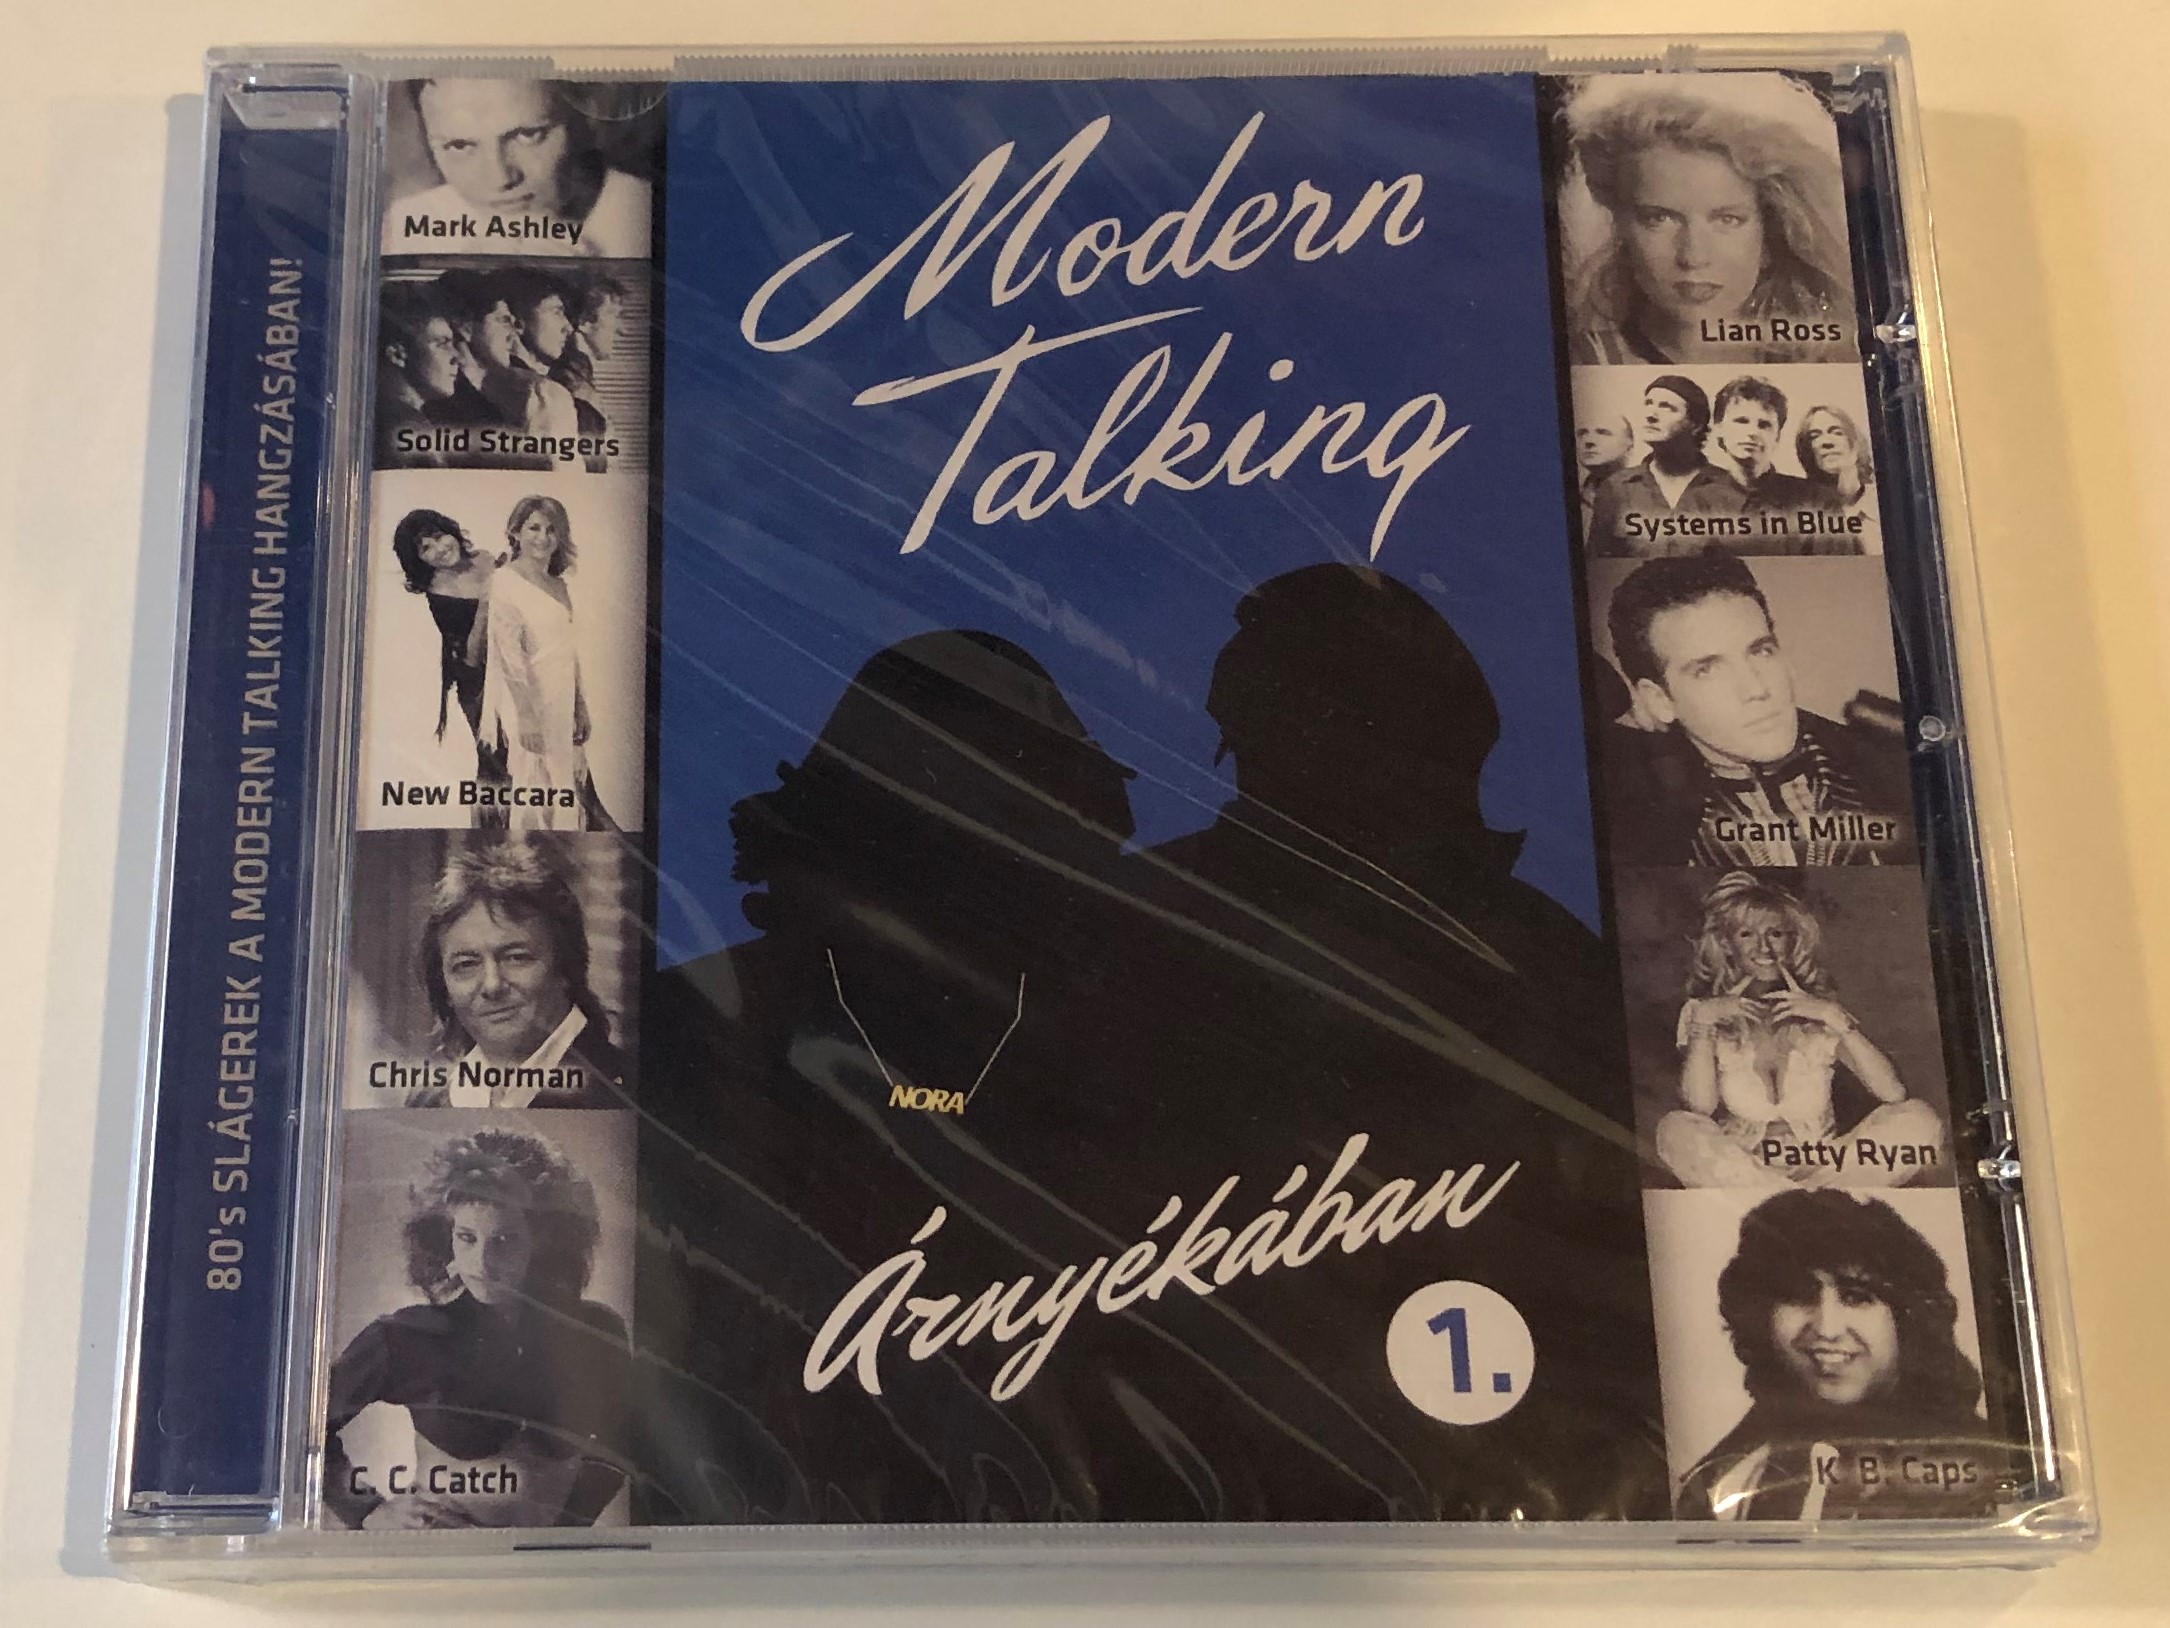 80's SLÁGEREK A MODERN TALKING HANGZÁSÁBAN!
Mark Ashley
Solid Strangers
New Baccara
Chris Norman
C. C. Catch
Modern
Talking
NORA
Árnyékában
1.
Lian Ross
Systems in Blue
Grant Miller
Patty Ryan
K. B. Caps